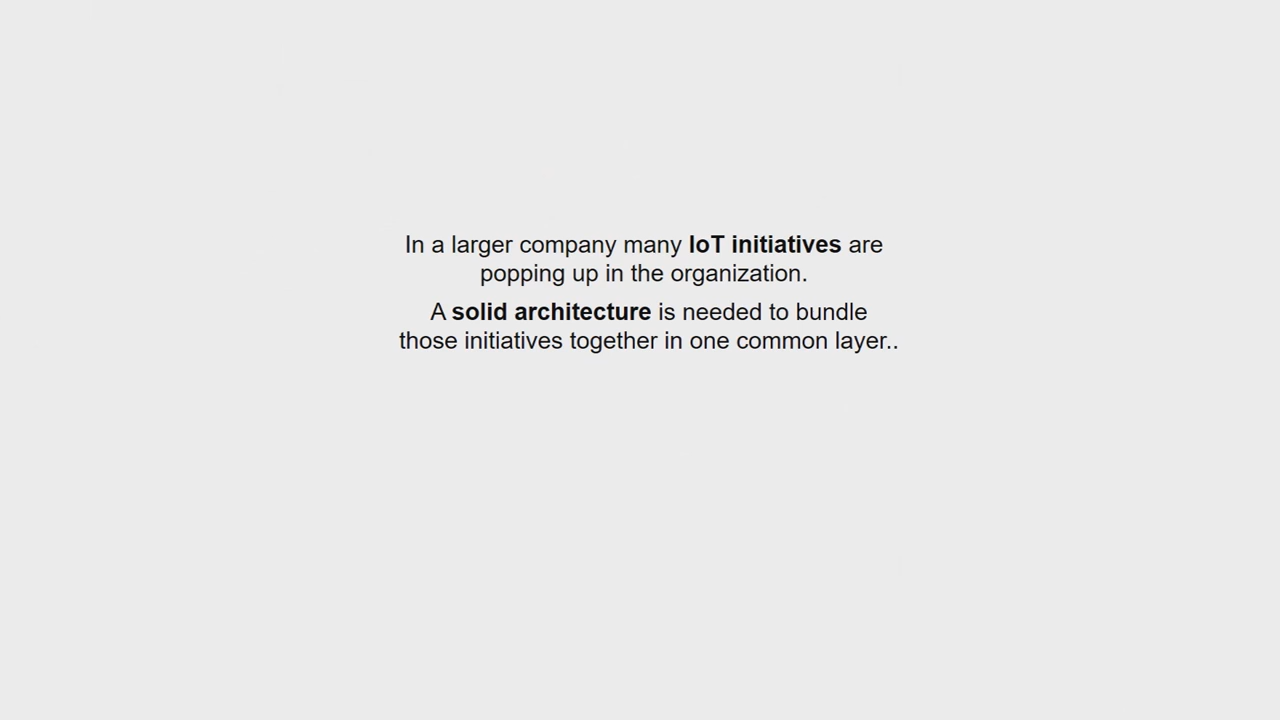 In a larger company many IoT initiatives are
popping up in the organization.
A solid architecture is needed to bundle
those initiatives together in one common layer..